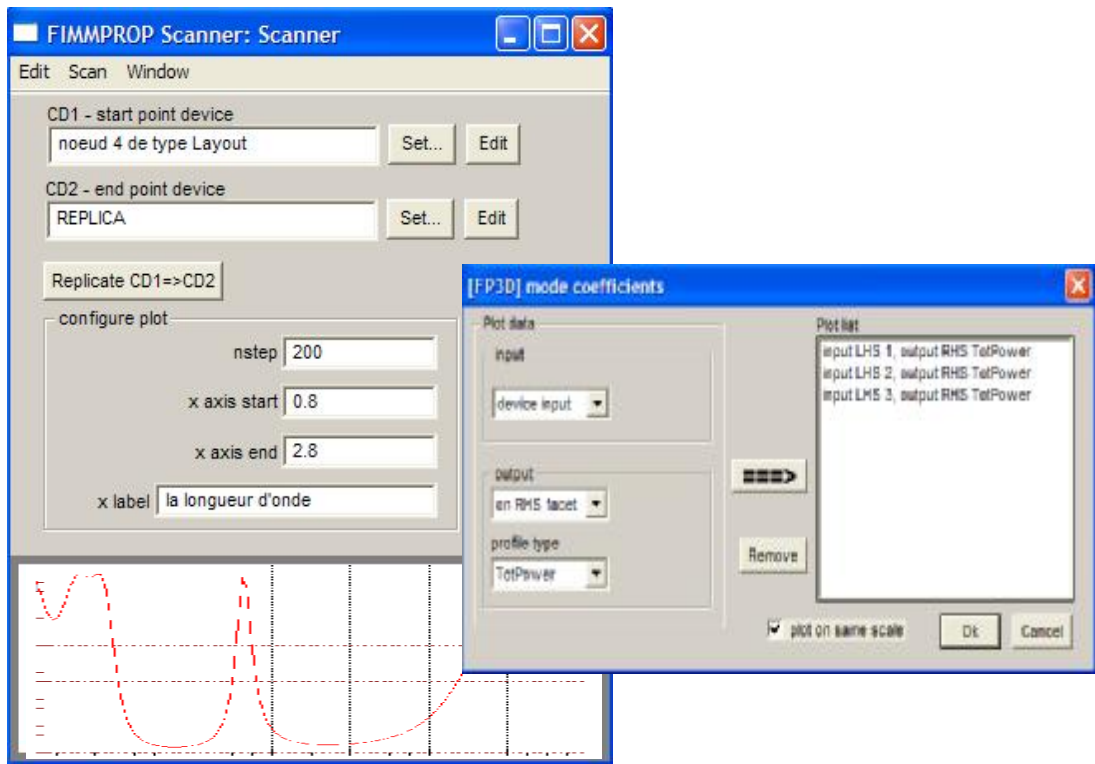 FIMMPROP Scanner: Scanner
Edit Scan Window
CD1 - start point device
noeud 4 de type Layout Set... Edit
CD2 - end point device
REPLICA Set... Edit
Replicate CD1=>CD2
configure plot
nstep 200
x axis start 0.8
x axis end 2.8
x label la longueur d'onde
[FP3D] mode coefficients
Plot data
input
device input
output
en RHS facet
profile type
TotPower
===>
Remove
Plot list
input LHS 1, output RHS TotPower
input LHS 2, output RHS TotPower
input LHS 3, output RHS TotPower
plot on same scale
Ok Cancel